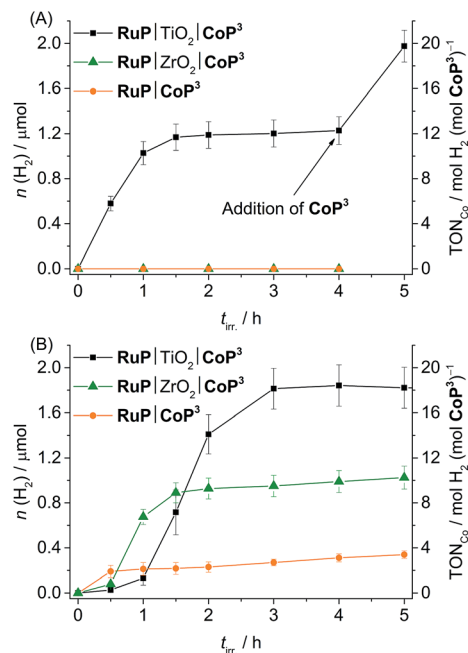 (A)
RuP|TiO₂|CoP³
RuP|ZrO₂|CoP³
RuP|CoP³
2.0
1.6
1.2
0.8
0.4
0.0
n (H₂) / μmol
20
16
12
8
4
0
TON_Co / mol H₂ (mol CoP³)⁻¹
Addition of CoP³
0 1 2 3 4 5
t_irr. / h
(B)
RuP|TiO₂|CoP³
RuP|ZrO₂|CoP³
RuP|CoP³
2.0
1.6
1.2
0.8
0.4
0.0
n (H₂) / μmol
20
16
12
8
4
0
TON_Co / mol H₂ (mol CoP³)⁻¹
0 1 2 3 4 5
t_irr. / h